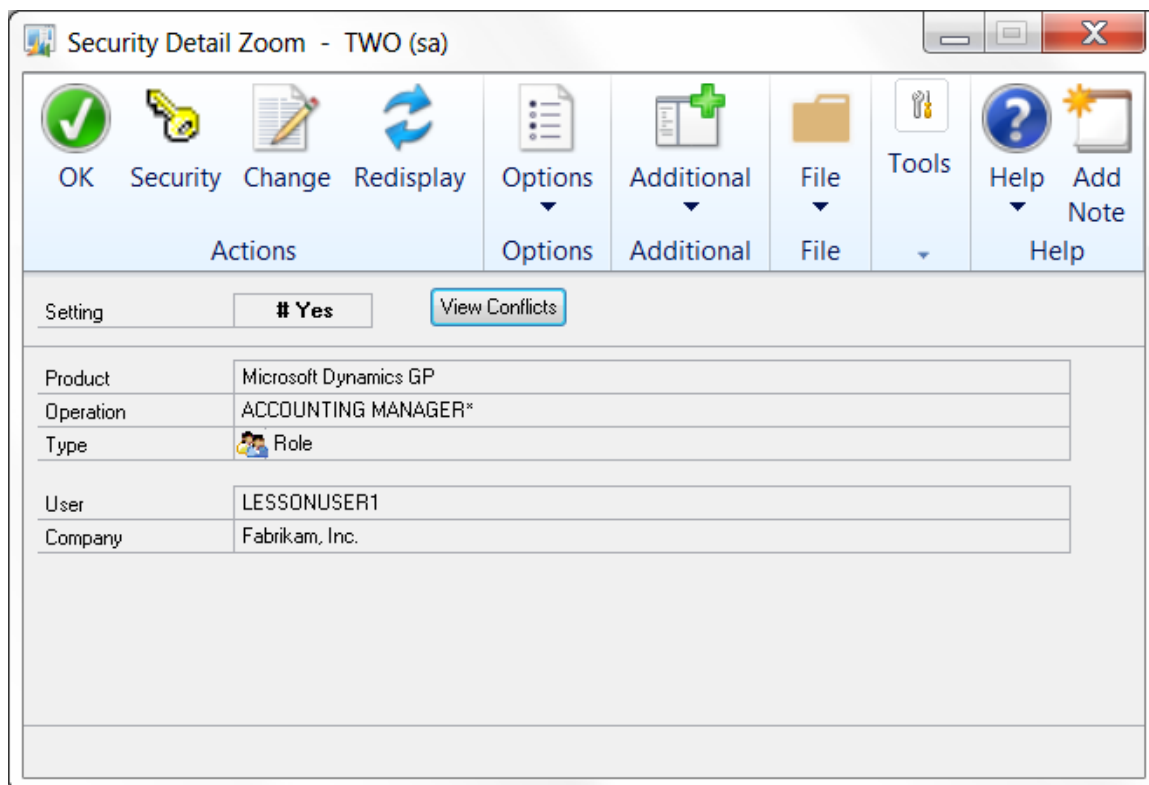 Security Detail Zoom - TWO (sa)
OK Security Change Redisplay Options Additional File Tools Help Add Note
Actions Options Additional File Help
Setting # Yes View Conflicts
Product Microsoft Dynamics GP
Operation ACCOUNTING MANAGER*
Type Role
User LESSONUSER1
Company Fabrikam, Inc.